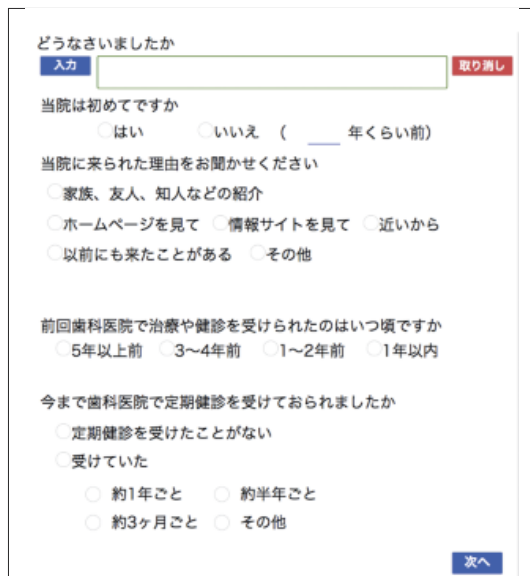 どうなさいましたか
入力 取り消し
当院は初めてですか
はい いいえ ( 年くらい前)
当院に来られた理由をお聞かせください
家族、友人、知人などの紹介
ホームページを見て 情報サイトを見て 近いから
以前にも来たことがある その他
前回歯科医院で治療や健診を受けられたのはいつ頃ですか
5年以上前 3〜4年前 1〜2年前 1年以内
今まで歯科医院で定期健診を受けておられましたか
定期健診を受けたことがない
受けていた
約1年ごと 約半年ごと
約3ヶ月ごと その他
次へ